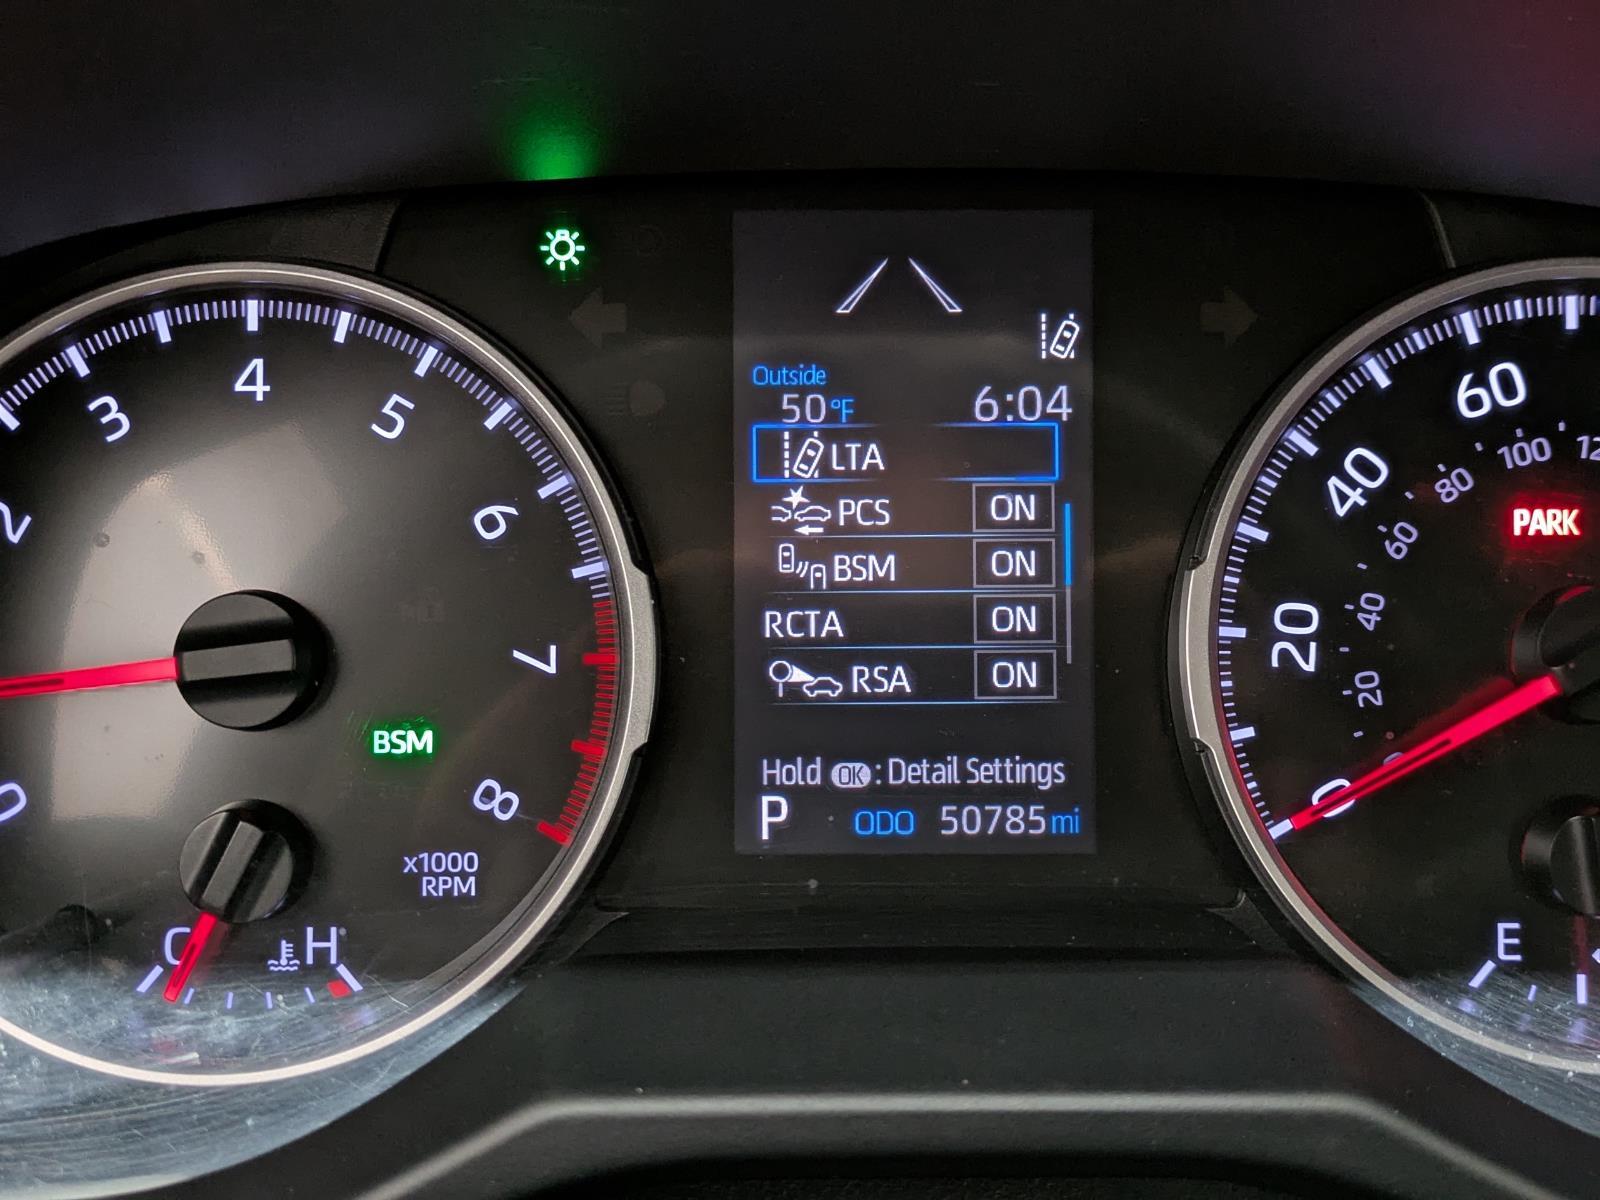 2
3
4
5
6
7
8
0
BSM
x1000
RPM
C
H
Outside
50°F 6:04
LTA
PCS ON
BSM ON
RCTA ON
RSA ON
Hold OK : Detail Settings
P ODO 50785 mi
0
20
40
60
20
40
60
80
100
PARK
E